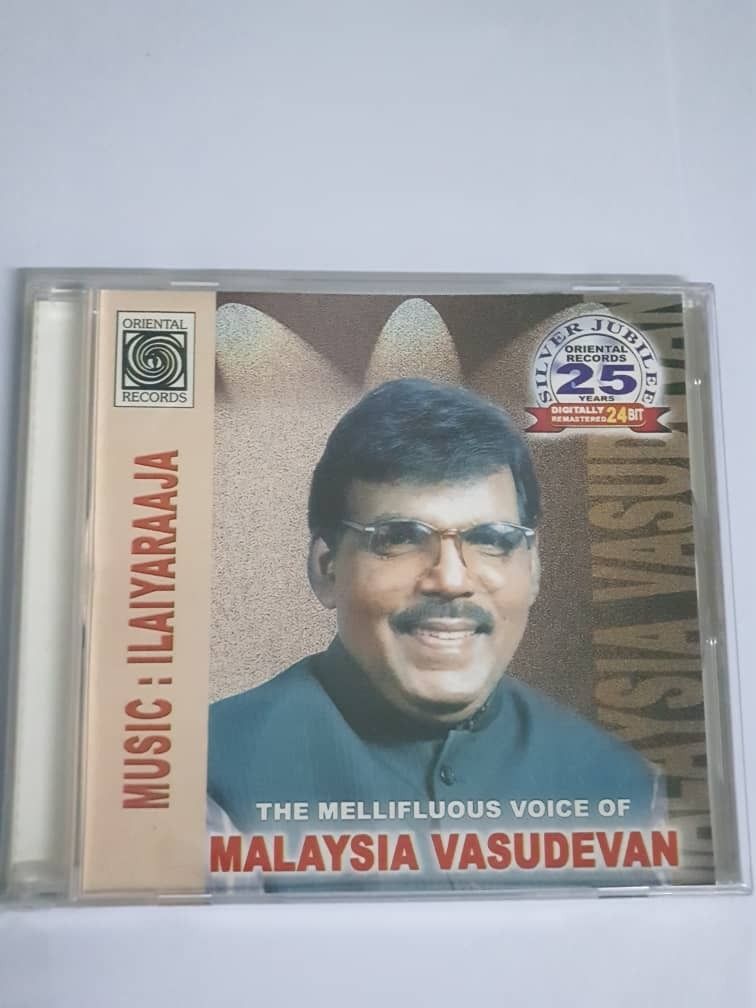 ORIENTAL
RECORDS
MUSIC : ILAIYARAAJA
SILVER JUBILEE
ORIENTAL
RECORDS
25
YEARS
DIGITALLY
REMASTERED 24 BIT
MALAYSIA VASUDEVAN
THE MELLIFLUOUS VOICE OF
MALAYSIA VASUDEVAN